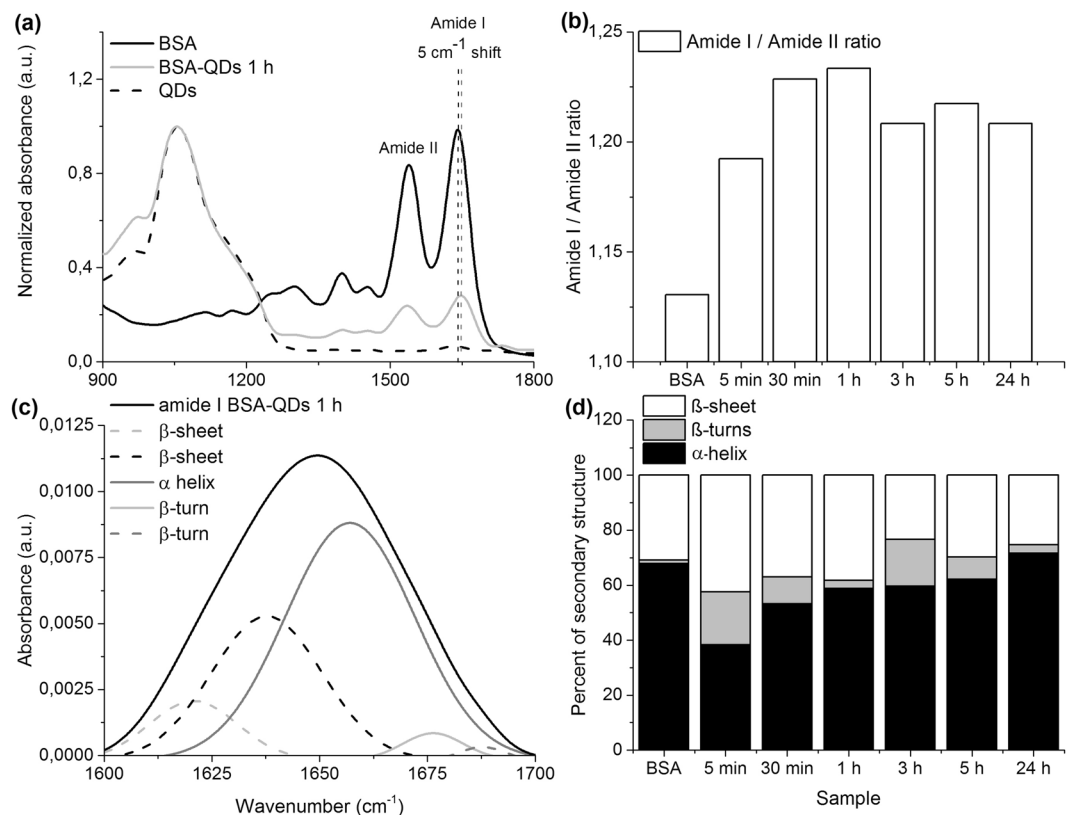 (a)
BSA
BSA-QDs 1 h
QDs
Amide I
5 cm⁻¹ shift
Amide II
1,2
0,8
0,4
0,0
900
1200
1500
1800
Normalized absorbance (a.u.)
(b)
Amide I / Amide II ratio
1,25
1,20
1,15
1,10
Amide I / Amide II ratio
BSA
5 min
30 min
1 h
3 h
5 h
24 h
(c)
amide I BSA-QDs 1 h
β-sheet
β-sheet
α helix
β-turn
β-turn
0,0125
0,0100
0,0075
0,0050
0,0025
0,0000
Absorbance (a.u.)
1600
1625
1650
1675
1700
Wavenumber (cm⁻¹)
(d)
ß-sheet
ß-turns
α-helix
120
100
80
60
40
20
0
Percent of secondary structure
BSA
5 min
30 min
1 h
3 h
5 h
24 h
Sample